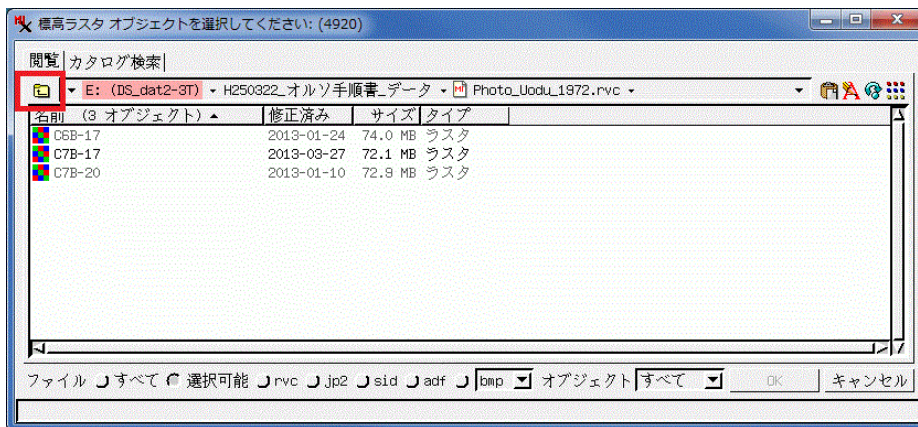 標高ラスタ オブジェクトを選択してください: (4920)
閲覧 カタログ検索
E: (DS_dat2-3T) H250322_オルソ手順書_データ Photo_Uodu_1972.rvc
名前 (3 オブジェクト) 修正済み サイズ タイプ
C6B-17 2013-01-24 74.0 MB ラスタ
C7B-17 2013-03-27 72.1 MB ラスタ
C7B-20 2013-01-10 72.9 MB ラスタ
ファイル すべて 選択可能 rvc jp2 sid adf bmp オブジェクト すべて OK キャンセル